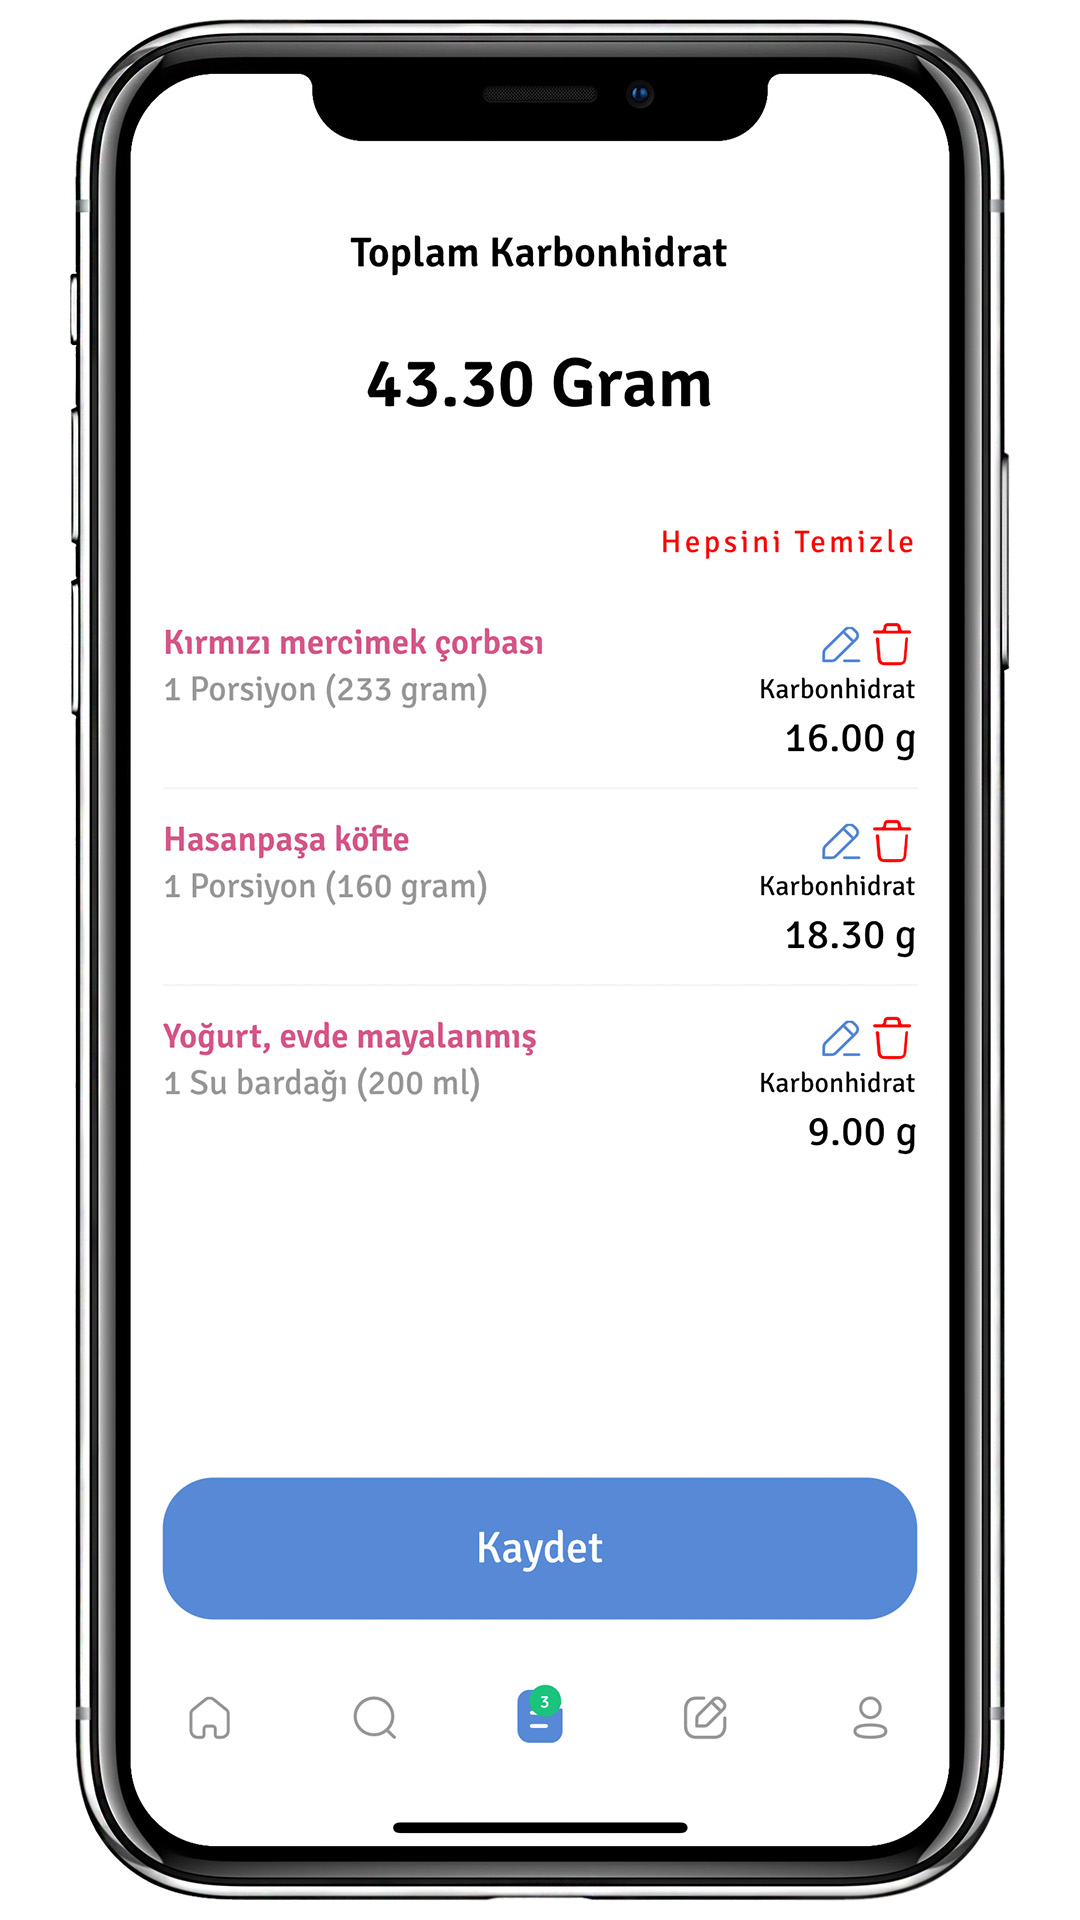 Toplam Karbonhidrat
43.30 Gram
Hepsini Temizle
Kırmızı mercimek çorbası
1 Porsiyon (233 gram)
Karbonhidrat
16.00 g
Hasanpaşa köfte
1 Porsiyon (160 gram)
Karbonhidrat
18.30 g
Yoğurt, evde mayalanmış
1 Su bardağı (200 ml)
Karbonhidrat
9.00 g
Kaydet
3